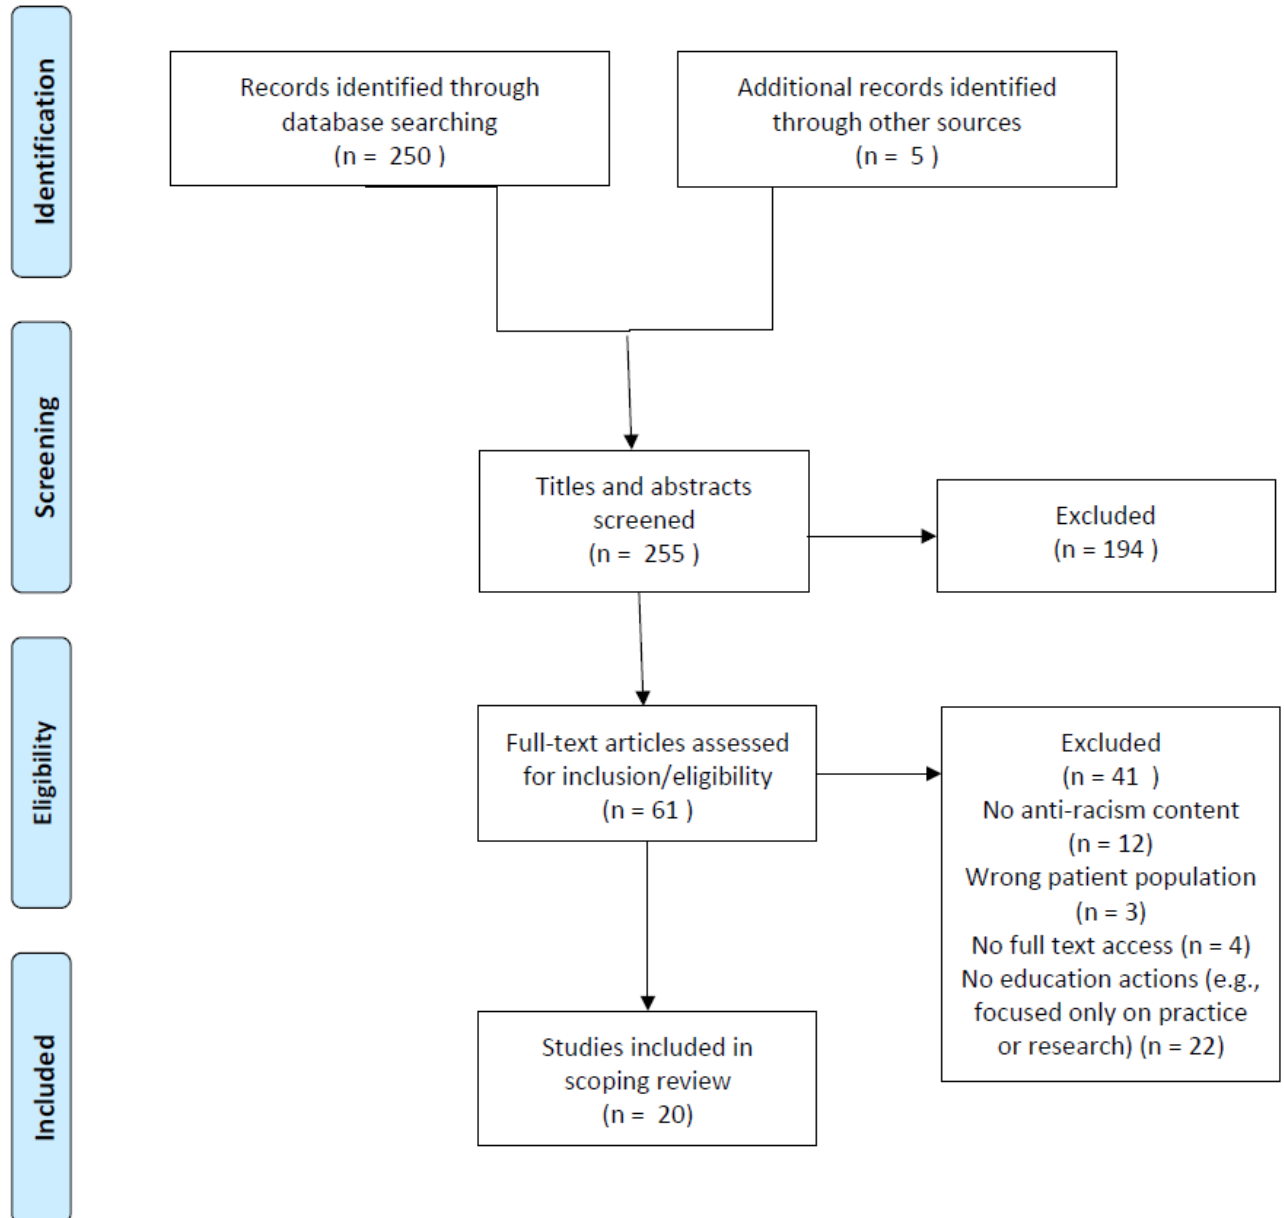 Identification
Records identified through
database searching
(n =  250 )
Additional records identified
through other sources
(n =  5 )
Screening
Titles and abstracts
screened
(n =  255 )
Excluded
(n = 194 )
Eligibility
Full-text articles assessed
for inclusion/eligibility
(n = 61 )
Excluded
(n = 41  )
No anti-racism content
(n = 12)
Wrong patient population
(n = 3)
No full text access (n = 4)
No education actions (e.g.,
focused only on practice
or research) (n = 22)
Included
Studies included in
scoping review
(n =  20)